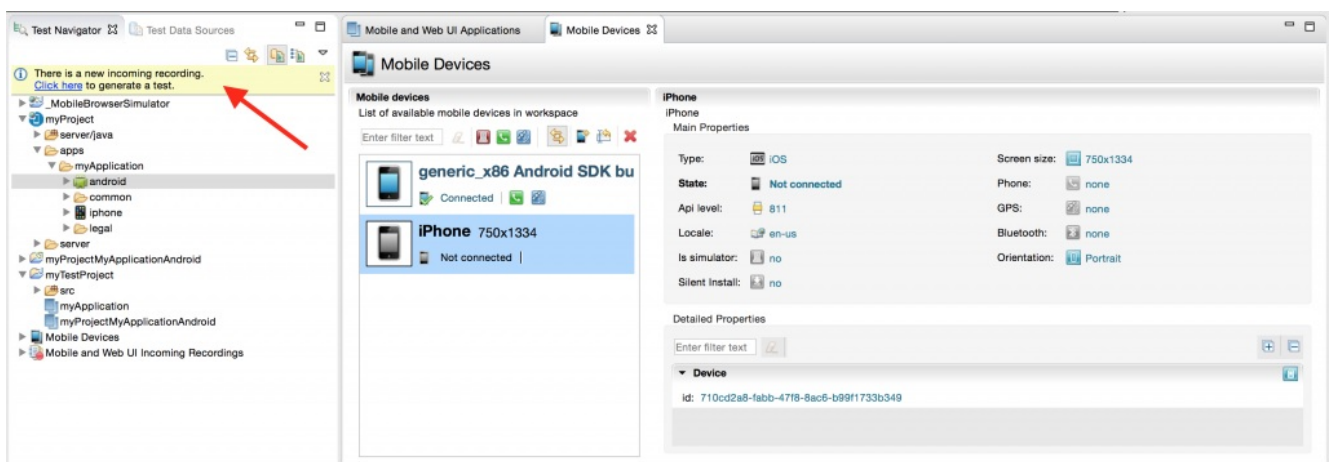 Test Navigator
Test Data Sources
There is a new incoming recording.
Click here to generate a test.
_MobileBrowserSimulator
myProject
server/java
apps
myApplication
android
common
iphone
legal
server
myProjectMyApplicationAndroid
myTestProject
src
myApplication
myProjectMyApplicationAndroid
Mobile Devices
Mobile and Web UI Incoming Recordings
Mobile and Web UI Applications
Mobile Devices
Mobile Devices
Mobile devices
List of available mobile devices in workspace
Enter filter text
generic_x86 Android SDK bu
Connected
iPhone 750x1334
Not connected
iPhone
iPhone
Main Properties
Type: iOS iOS
Screen size: 750x1334
State: Not connected
Phone: none
Api level: 811
GPS: none
Locale: en-us
Bluetooth: none
Is simulator: no
Orientation: Portrait
Silent Install: no
Detailed Properties
Enter filter text
Device
id: 710cd2a8-fabb-47f8-8ac6-b99f1733b349